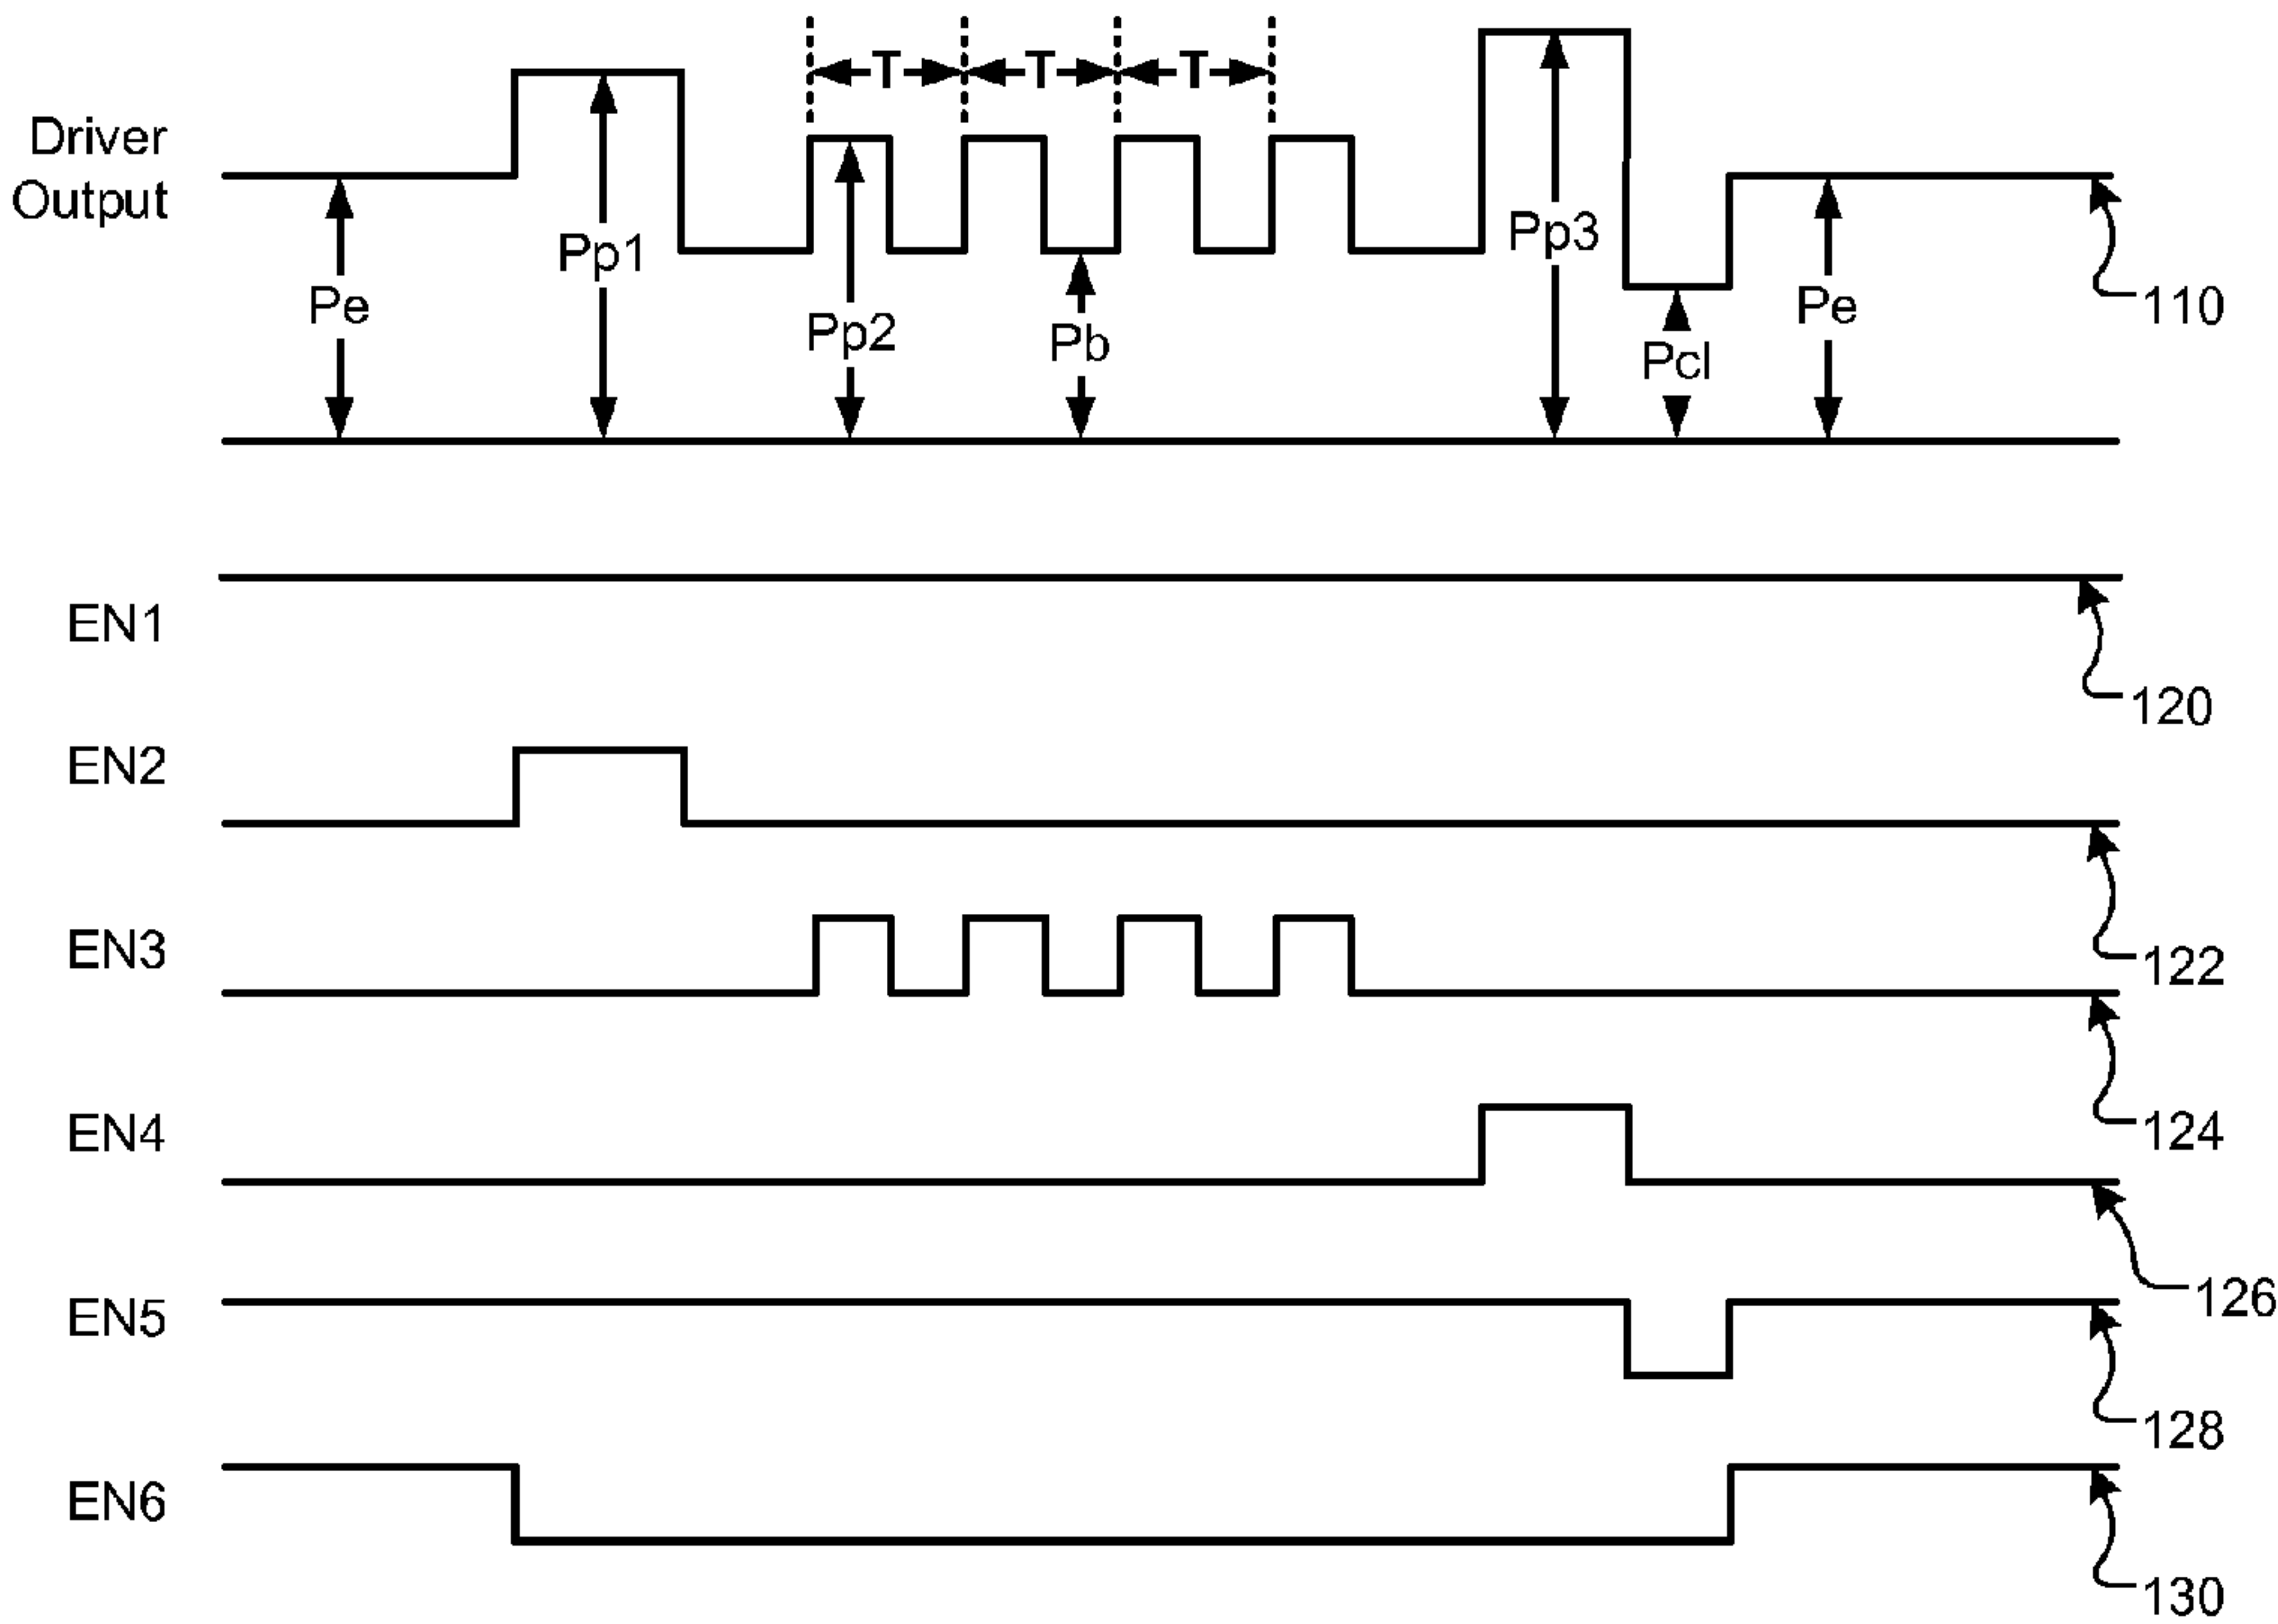 T T T
Driver
Output
Pe
Pp1
Pp2
Pb
Pp3
Pcl
Pe
110
EN1
120
EN2
122
EN3
124
EN4
126
EN5
128
EN6
130